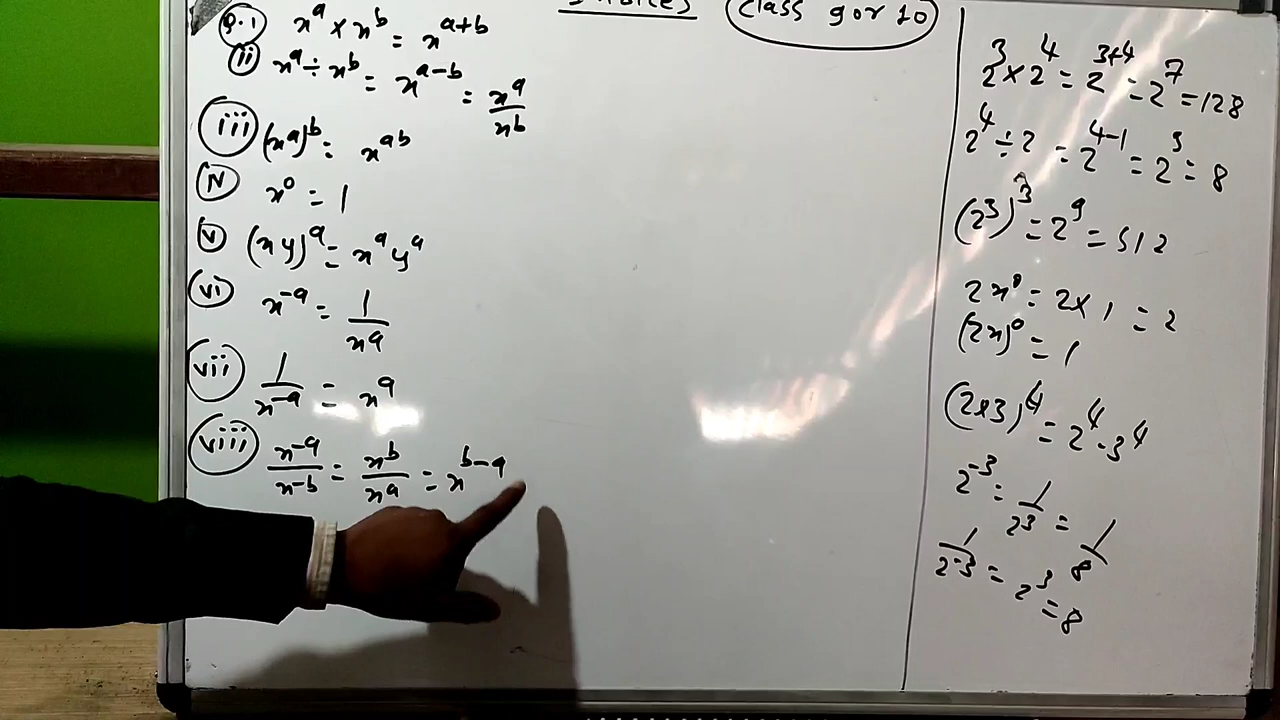 Indices
Class 9 or 10
Q.1 x^a × x^b = x^{a+b}
(ii) x^a ÷ x^b = x^{a-b} = x^a/x^b
(iii) (x^a)^b = x^{ab}
(iv) x^0 = 1
(v) (xy)^a = x^a y^a
(vi) x^{-a} = 1/x^a
(vii) 1/x^{-a} = x^a
(viii) x^{-a}/x^{-b} = x^b/x^a = x^{b-a}
2^3 × 2^4 = 2^{3+4} = 2^7 = 128
2^4 ÷ 2 = 2^{4-1} = 2^3 = 8
(2^3)^3 = 2^9 = 512
2x^0 = 2 × 1 = 2
(2x)^0 = 1
(2×3)^4 = 2^4 · 3^4
2^{-3} = 1/2^3 = 1/8
1/2^{-3} = 2^3 = 8